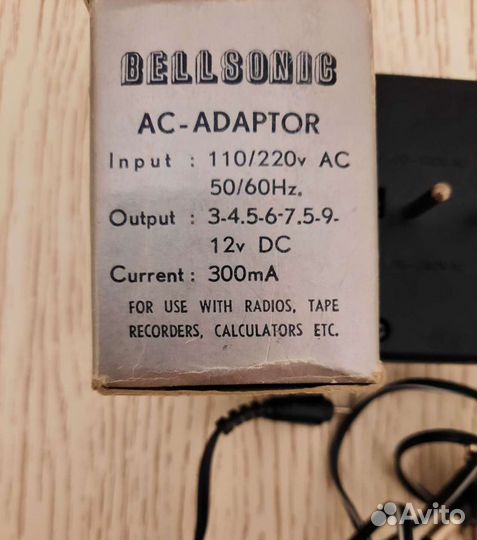 BELLSONIC
AC-ADAPTOR
Input : 110/220v AC
50/60Hz.
Output : 3-4.5-6-7.5-9-
12v DC
Current : 300mA
FOR USE WITH RADIOS, TAPE
RECORDERS, CALCULATORS ETC.
Avito